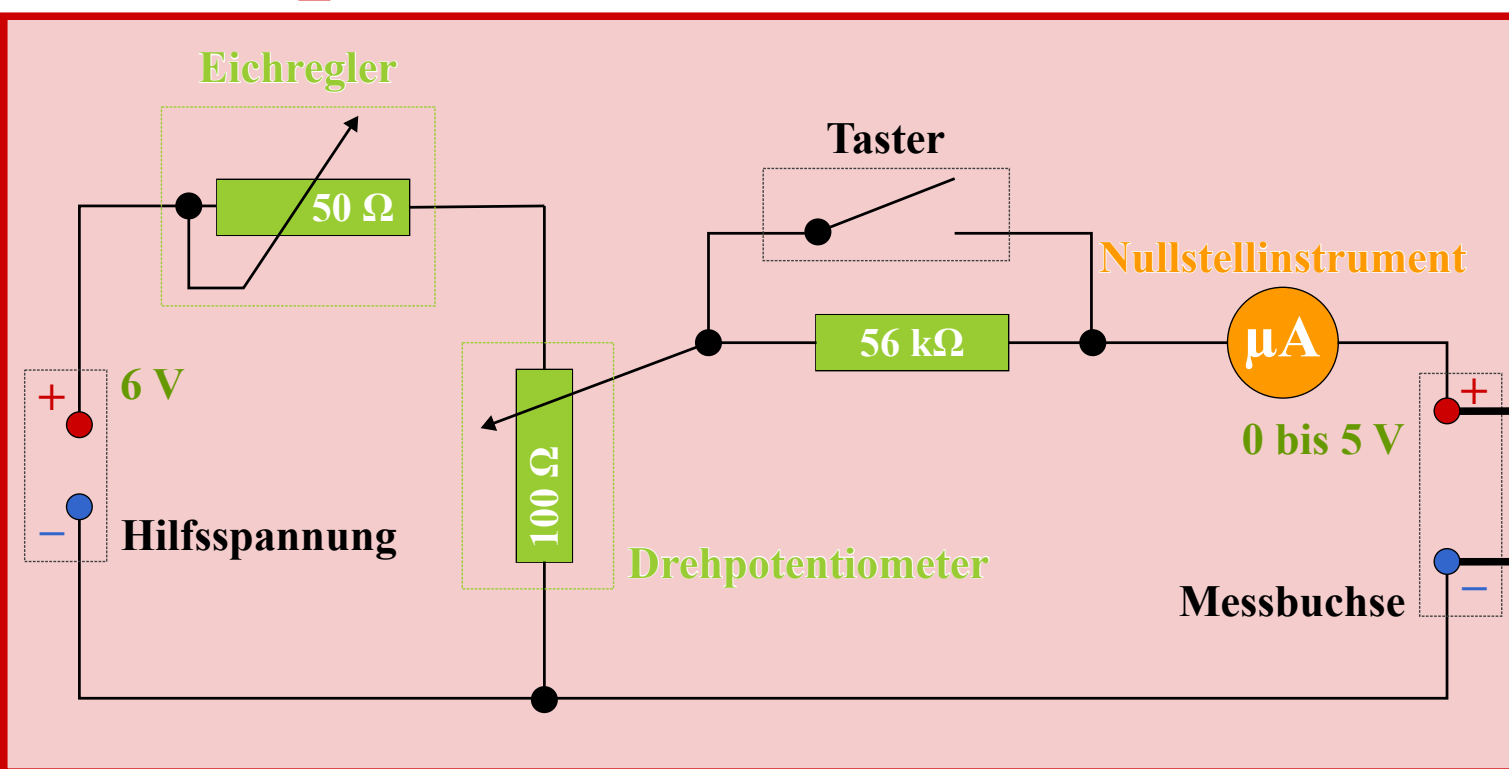 Eichregler
50 Ω
Taster
Nullstellinstrument
56 kΩ
µA
+
6 V
+
0 bis 5 V
100 Ω
−
Hilfsspannung
Drehpotentiometer
−
Messbuchse